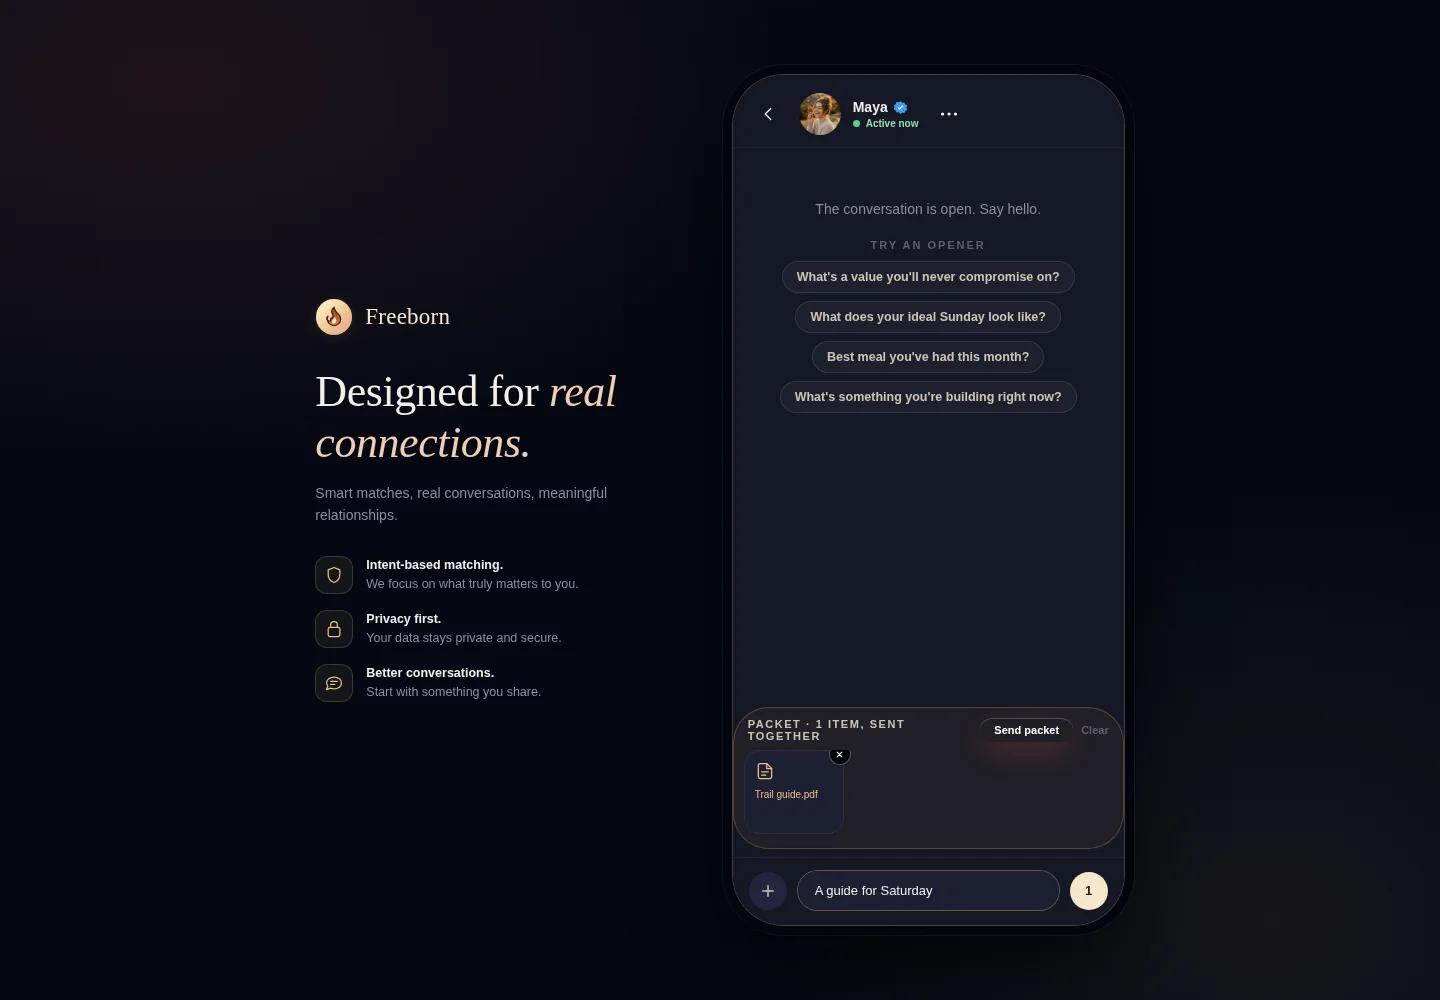 Freeborn
Designed for real
connections.
Smart matches, real conversations, meaningful
relationships.
Intent-based matching.
We focus on what truly matters to you.
Privacy first.
Your data stays private and secure.
Better conversations.
Start with something you share.
Maya
Active now
The conversation is open. Say hello.
TRY AN OPENER
What's a value you'll never compromise on?
What does your ideal Sunday look like?
Best meal you've had this month?
What's something you're building right now?
PACKET · 1 ITEM, SENT
TOGETHER
Send packet
Clear
Trail guide.pdf
A guide for Saturday
1